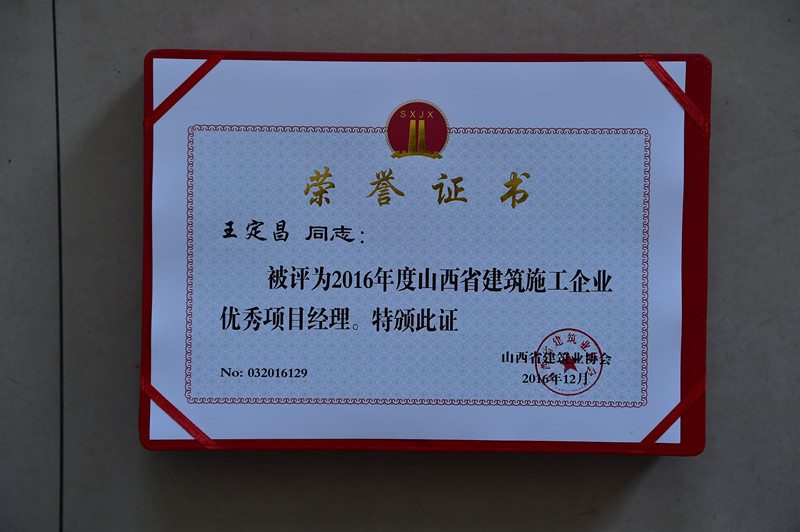 SXJX
荣誉证书
王定昌 同志：
被评为2016年度山西省建筑施工企业
优秀项目经理。特颁此证
山西省建筑业协会
No: 032016129
2016年12月